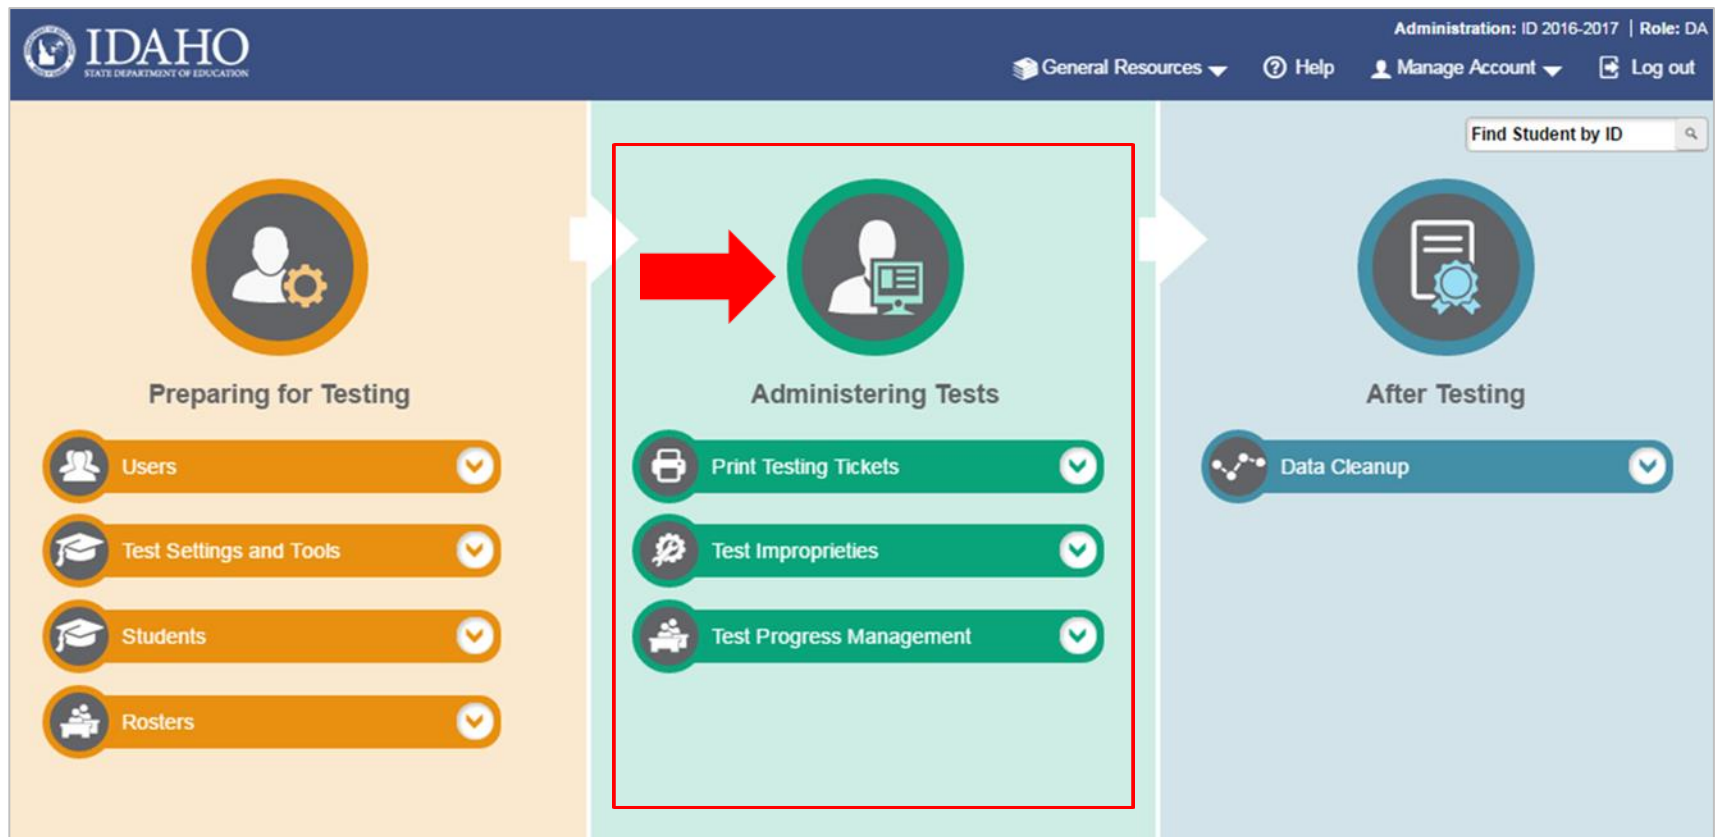 IDAHO
STATE DEPARTMENT OF EDUCATION
Administration: ID 2016-2017 | Role: DA
General Resources
Help
Manage Account
Log out
Find Student by ID
Preparing for Testing
Users
Test Settings and Tools
Students
Rosters
Administering Tests
Print Testing Tickets
Test Improprieties
Test Progress Management
After Testing
Data Cleanup